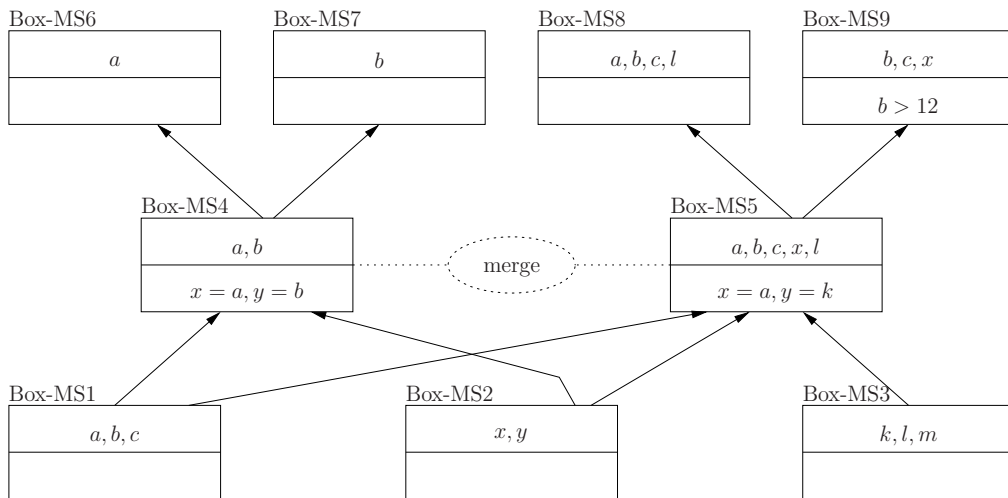 Box-MS6 Box-MS7 Box-MS8 Box-MS9
a b a, b, c, l b, c, x
b > 12
Box-MS4 Box-MS5
a, b a, b, c, x, l
merge
x = a, y = b x = a, y = k
Box-MS1 Box-MS2 Box-MS3
a, b, c x, y k, l, m